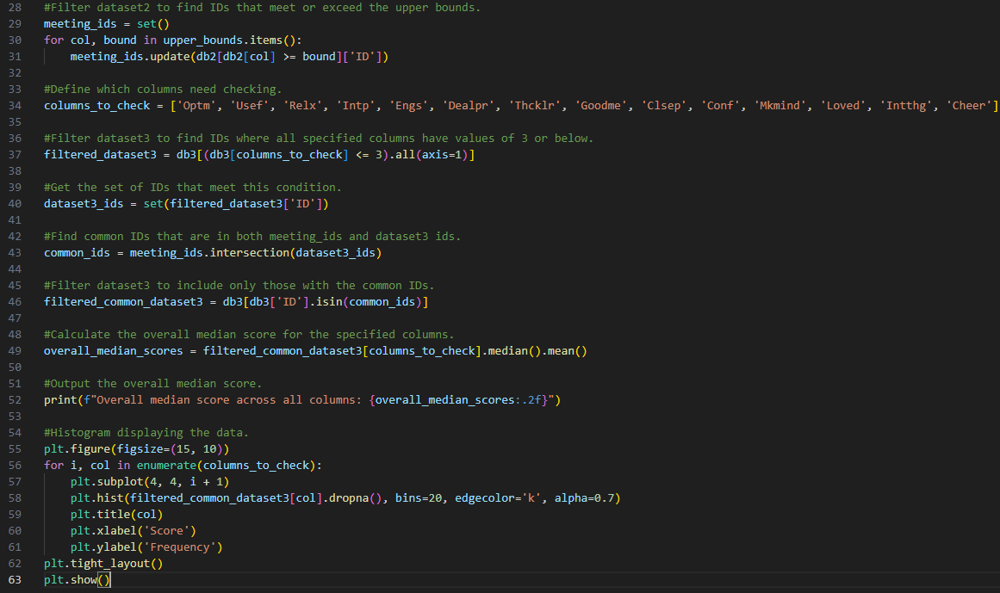 28 #Filter dataset2 to find IDs that meet or exceed the upper bounds.
29 meeting_ids = set()
30 for col, bound in upper_bounds.items():
31     meeting_ids.update(db2[db2[col] >= bound]['ID'])
32
33 #Define which columns need checking.
34 columns_to_check = ['Optm', 'Usef', 'Relx', 'Intp', 'Engs', 'Dealpr', 'Thcklr', 'Goodme', 'Clsep', 'Conf', 'Mkmind', 'Loved', 'Intthg', 'Cheer']
35
36 #Filter dataset3 to find IDs where all specified columns have values of 3 or below.
37 filtered_dataset3 = db3[(db3[columns_to_check] <= 3).all(axis=1)]
38
39 #Get the set of IDs that meet this condition.
40 dataset3_ids = set(filtered_dataset3['ID'])
41
42 #Find common IDs that are in both meeting_ids and dataset3 ids.
43 common_ids = meeting_ids.intersection(dataset3_ids)
44
45 #Filter dataset3 to include only those with the common IDs.
46 filtered_common_dataset3 = db3[db3['ID'].isin(common_ids)]
47
48 #Calculate the overall median score for the specified columns.
49 overall_median_scores = filtered_common_dataset3[columns_to_check].median().mean()
50
51 #Output the overall median score.
52 print(f"Overall median score across all columns: {overall_median_scores:.2f}")
53
54 #Histogram displaying the data.
55 plt.figure(figsize=(15, 10))
56 for i, col in enumerate(columns_to_check):
57     plt.subplot(4, 4, i + 1)
58     plt.hist(filtered_common_dataset3[col].dropna(), bins=20, edgecolor='k', alpha=0.7)
59     plt.title(col)
60     plt.xlabel('Score')
61     plt.ylabel('Frequency')
62 plt.tight_layout()
63 plt.show()